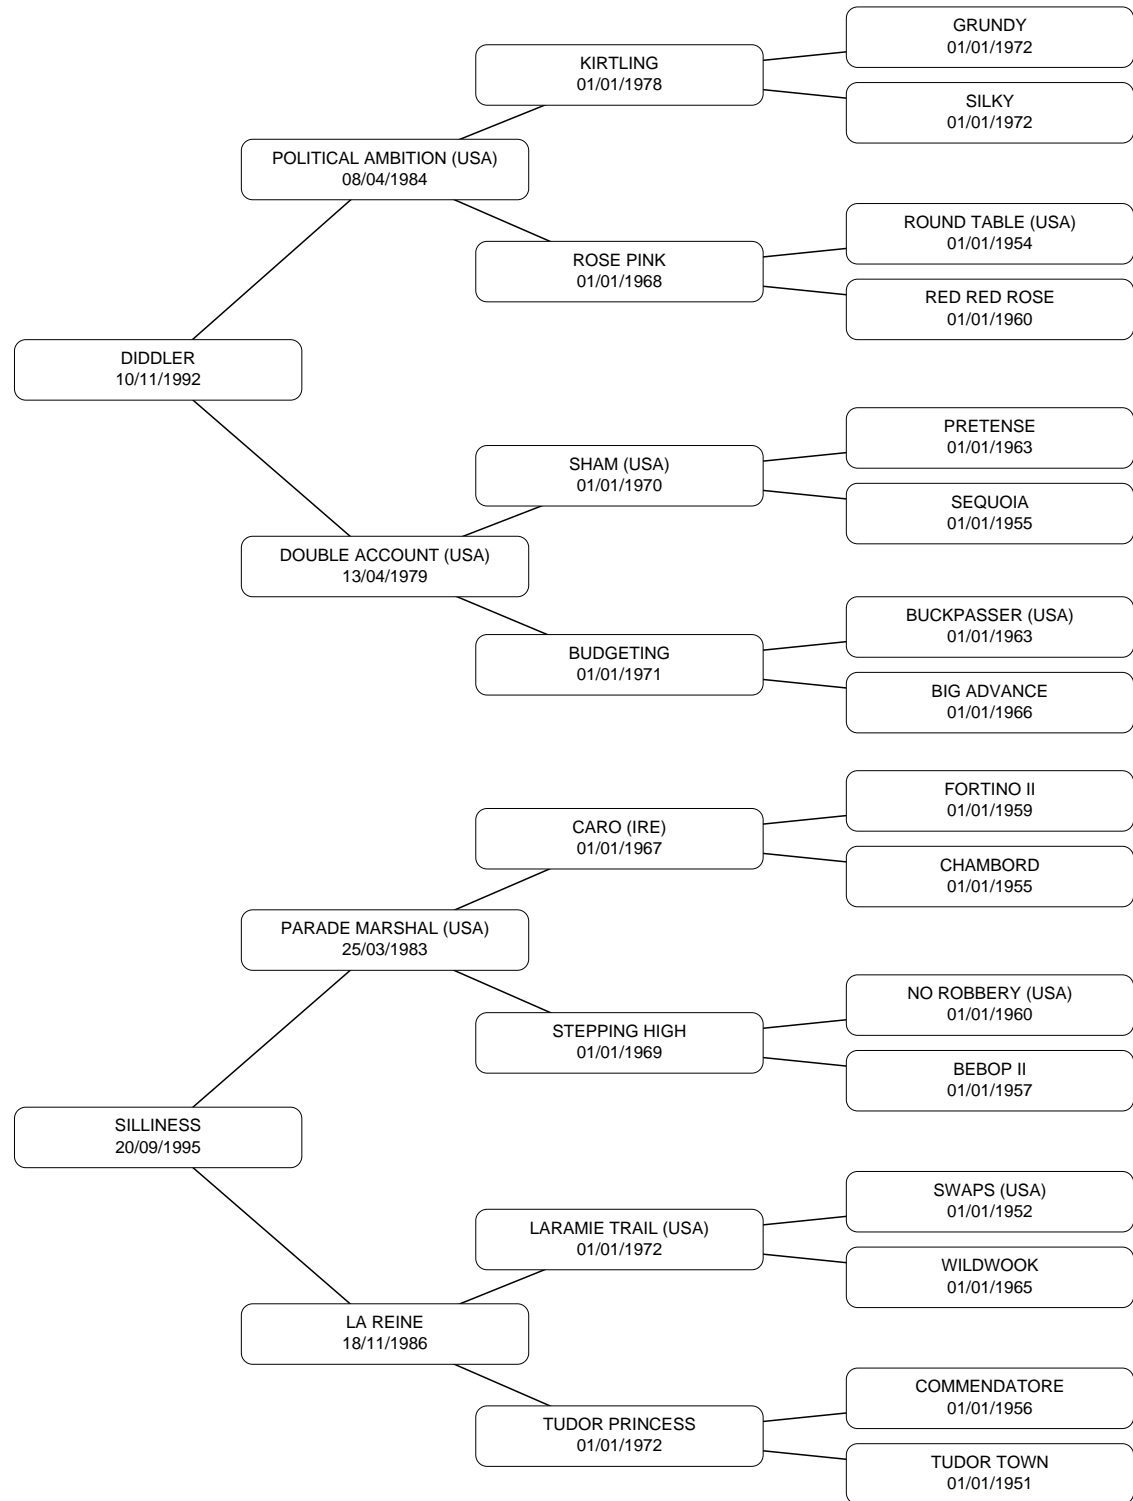 GRUNDY
01/01/1972
KIRTLING
01/01/1978
SILKY
01/01/1972
POLITICAL AMBITION (USA)
08/04/1984
ROUND TABLE (USA)
01/01/1954
ROSE PINK
01/01/1968
RED RED ROSE
01/01/1960
DIDDLER
10/11/1992
PRETENSE
01/01/1963
SHAM (USA)
01/01/1970
SEQUOIA
01/01/1955
DOUBLE ACCOUNT (USA)
13/04/1979
BUCKPASSER (USA)
01/01/1963
BUDGETING
01/01/1971
BIG ADVANCE
01/01/1966
FORTINO II
01/01/1959
CARO (IRE)
01/01/1967
CHAMBORD
01/01/1955
PARADE MARSHAL (USA)
25/03/1983
NO ROBBERY (USA)
01/01/1960
STEPPING HIGH
01/01/1969
BEBOP II
01/01/1957
SILLINESS
20/09/1995
SWAPS (USA)
01/01/1952
LARAMIE TRAIL (USA)
01/01/1972
WILDWOOK
01/01/1965
LA REINE
18/11/1986
COMMENDATORE
01/01/1956
TUDOR PRINCESS
01/01/1972
TUDOR TOWN
01/01/1951